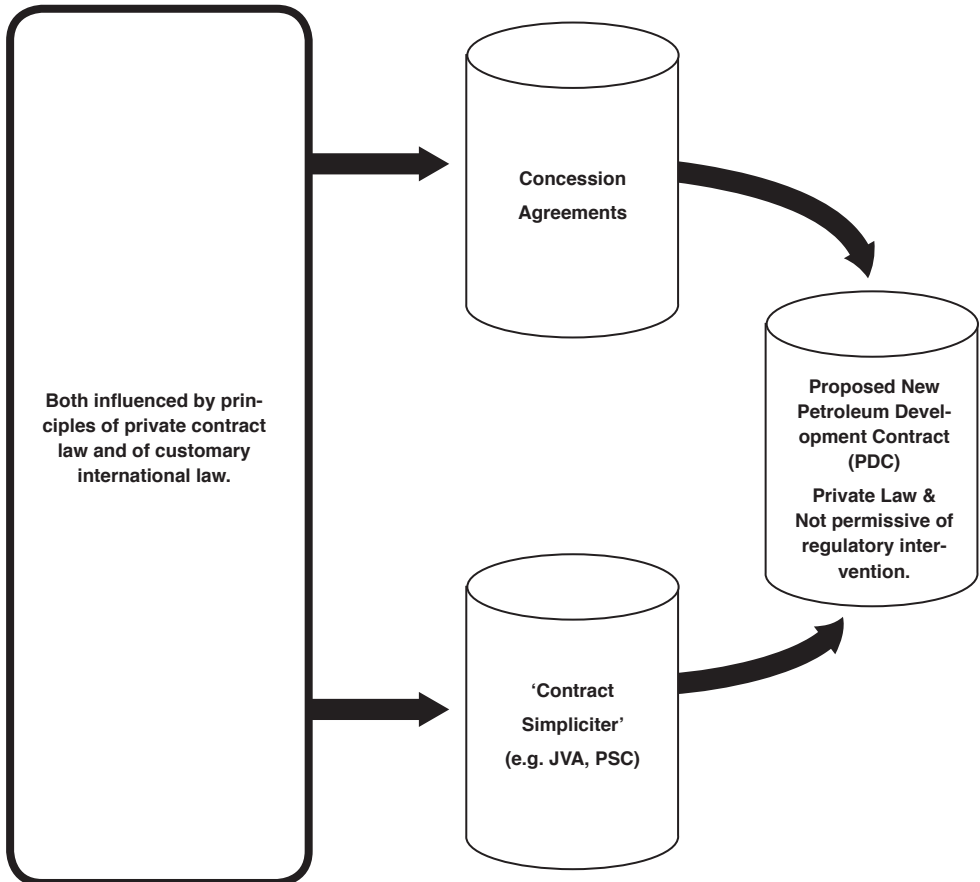 Both influenced by prin-
ciples of private contract
law and of customary
international law.
Concession
Agreements
‘Contract
Simpliciter’
(e.g. JVA, PSC)
Proposed New
Petroleum Devel-
opment Contract
(PDC)
Private Law &
Not permissive of
regulatory inter-
vention.